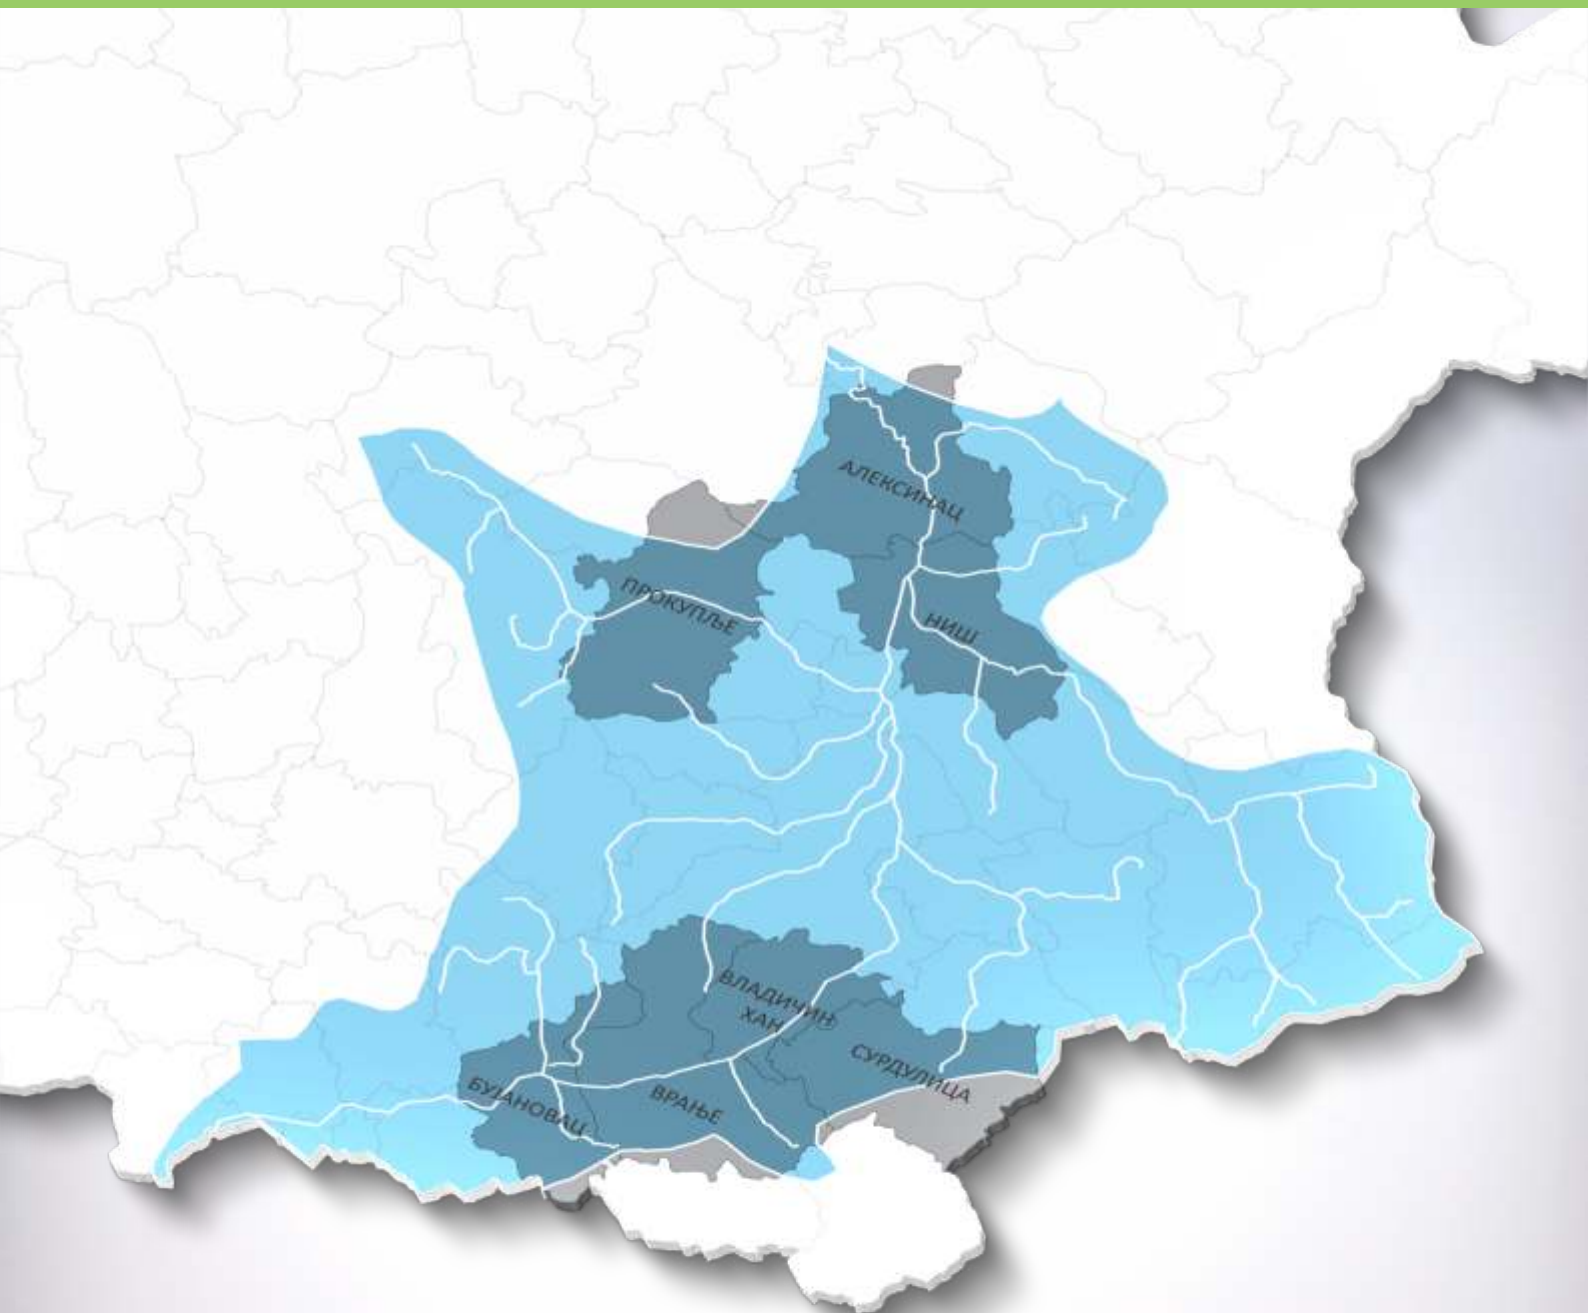 АЛЕКСИНАЦ
ПРОКУПЉЕ
НИШ
ВЛАДИЧИН
ХАН
СУРДУЛИЦА
БУЈАНОВАЦ
ВРАЊЕ